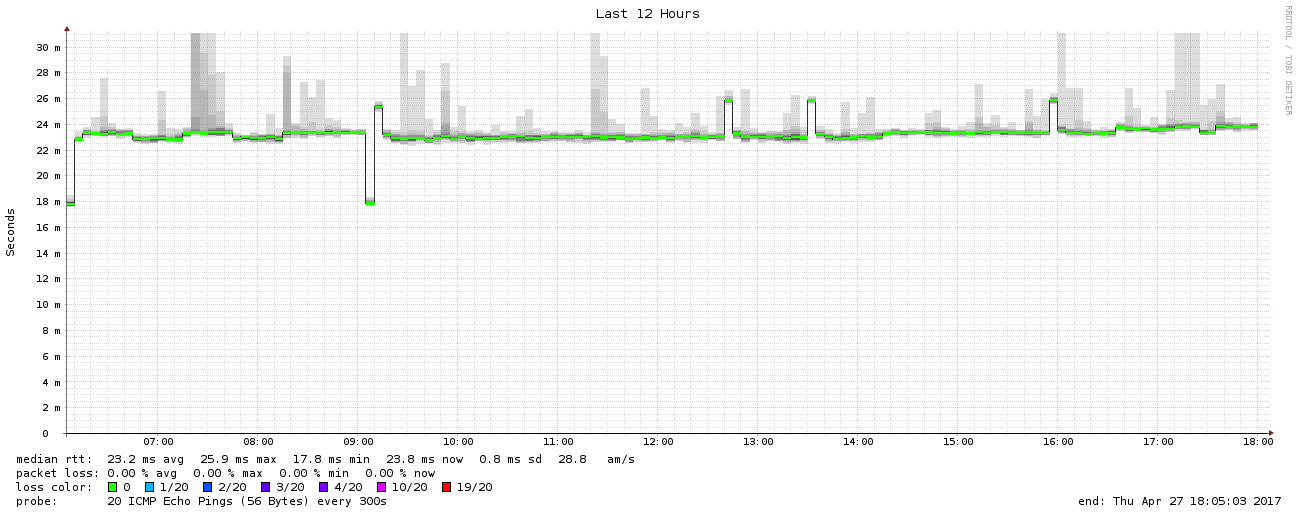 Last 12 Hours
RRDTOOL / TOBI OETIKER
Seconds
30 m
28 m
26 m
24 m
22 m
20 m
18 m
16 m
14 m
12 m
10 m
8 m
6 m
4 m
2 m
0
07:00 08:00 09:00 10:00 11:00 12:00 13:00 14:00 15:00 16:00 17:00 18:00
median rtt: 23.2 ms avg 25.9 ms max 17.8 ms min 23.8 ms now 0.8 ms sd 28.8 am/s
packet loss: 0.00 % avg 0.00 % max 0.00 % min 0.00 % now
loss color: 0 1/20 2/20 3/20 4/20 10/20 19/20
probe: 20 ICMP Echo Pings (56 Bytes) every 300s end: Thu Apr 27 18:05:03 2017